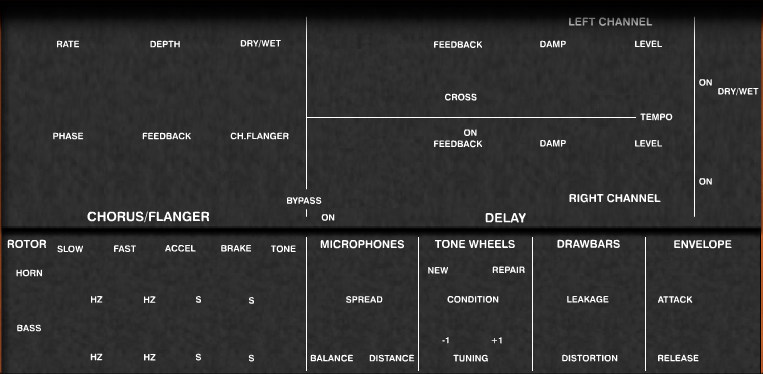 LEFT CHANNEL
RATE DEPTH DRY/WET FEEDBACK DAMP LEVEL
ON DRY/WET
CROSS
TEMPO
PHASE FEEDBACK CH.FLANGER ON
FEEDBACK DAMP LEVEL
ON
BYPASS RIGHT CHANNEL
CHORUS/FLANGER ON DELAY
ROTOR SLOW FAST ACCEL BRAKE TONE MICROPHONES TONE WHEELS DRAWBARS ENVELOPE
HORN NEW REPAIR
HZ HZ S S SPREAD CONDITION LEAKAGE ATTACK
BASS
-1 +1
HZ HZ S S BALANCE DISTANCE TUNING DISTORTION RELEASE